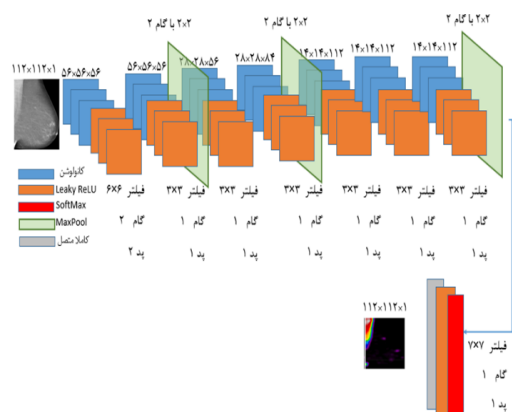 ۲×۲ با گام ۲
۲×۲ با گام ۲
۲×۲ با گام ۲
۱۱۲×۱۱۲×۱
۵۶×۵۶×۵۶
۵۶×۵۶×۵۶
۲۸×۲۸×۵۶
۲۸×۲۸×۸۴
۱۴×۱۴×۱۱۲
۱۴×۱۴×۱۱۲
۱۴×۱۴×۱۱۲
کانولوشن
Leaky ReLU
SoftMax
MaxPool
کاملا متصل
فیلتر ۶×۶
فیلتر ۳×۳
فیلتر ۳×۳
فیلتر ۳×۳
فیلتر ۳×۳
فیلتر ۳×۳
فیلتر ۳×۳
گام ۲
گام ۱
گام ۱
گام ۱
گام ۱
گام ۱
گام ۱
پد ۲
پد ۱
پد ۱
پد ۱
پد ۱
پد ۱
پد ۱
۱۱۲×۱۱۲×۱
فیلتر ۷×۷
گام ۱
پد ۱